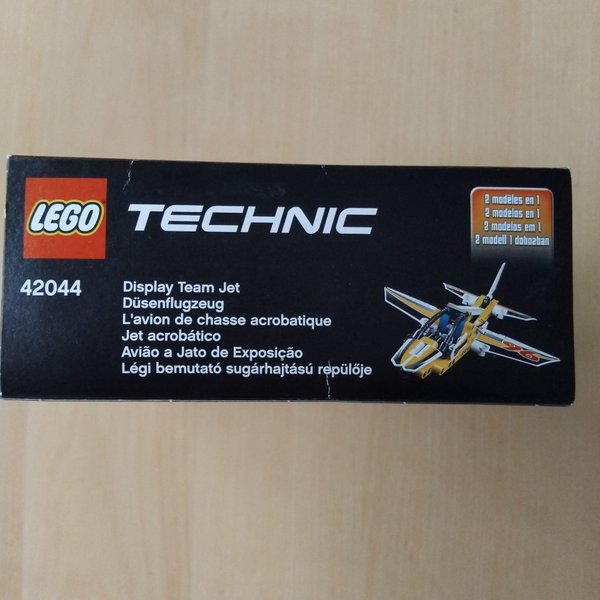 LEGO
TECHNIC
2 modèles en 1
2 modelos en 1
2 modelos em 1
2 modell 1 dobozban
42044
Display Team Jet
Düsenflugzeug
L'avion de chasse acrobatique
Jet acrobático
Avião a Jato de Exposição
Légi bemutató sugárhajtású repülője